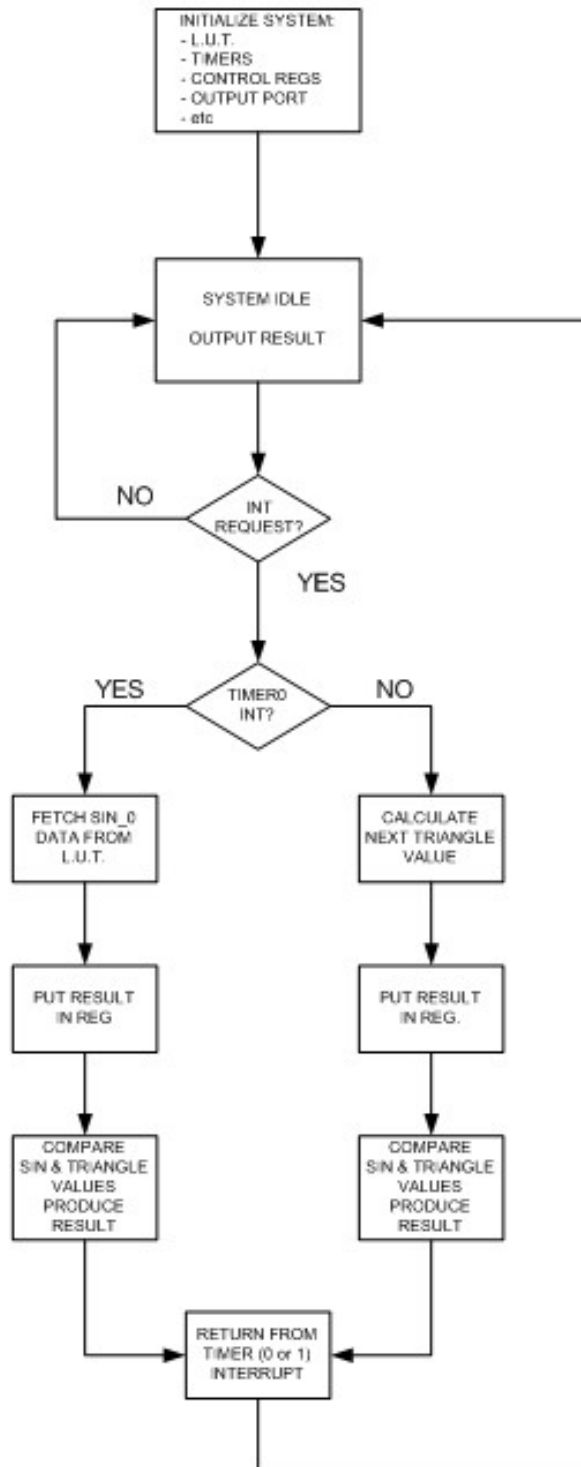 INITIALIZE SYSTEM:
- L.U.T.
- TIMERS
- CONTROL REGS
- OUTPUT PORT
- etc
SYSTEM IDLE
OUTPUT RESULT
NO
INT
REQUEST?
YES
YES
TIMER0
INT?
NO
FETCH SIN_0
DATA FROM
L.U.T.
CALCULATE
NEXT TRIANGLE
VALUE
PUT RESULT
IN REG
PUT RESULT
IN REG.
COMPARE
SIN & TRIANGLE
VALUES
PRODUCE
RESULT
COMPARE
SIN & TRIANGLE
VALUES
PRODUCE
RESULT
RETURN FROM
TIMER (0 or 1)
INTERRUPT